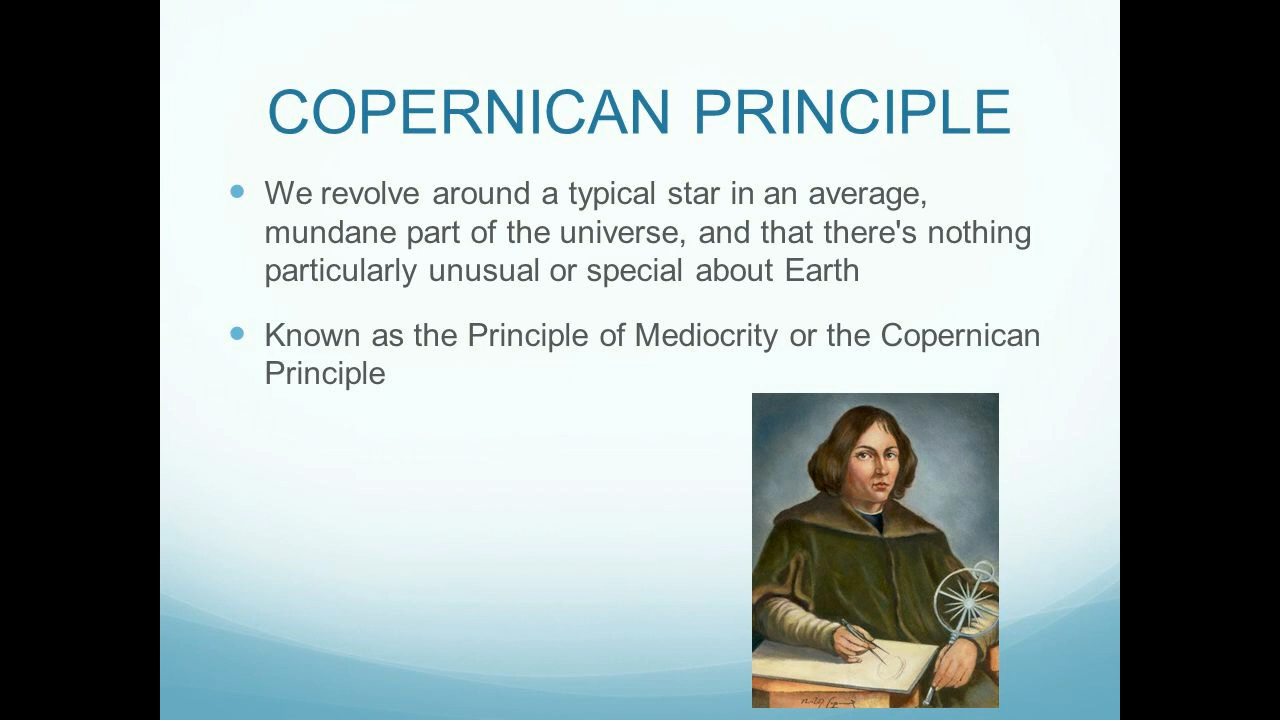 COPERNICAN PRINCIPLE
We revolve around a typical star in an average,
mundane part of the universe, and that there's nothing
particularly unusual or special about Earth
Known as the Principle of Mediocrity or the Copernican
Principle